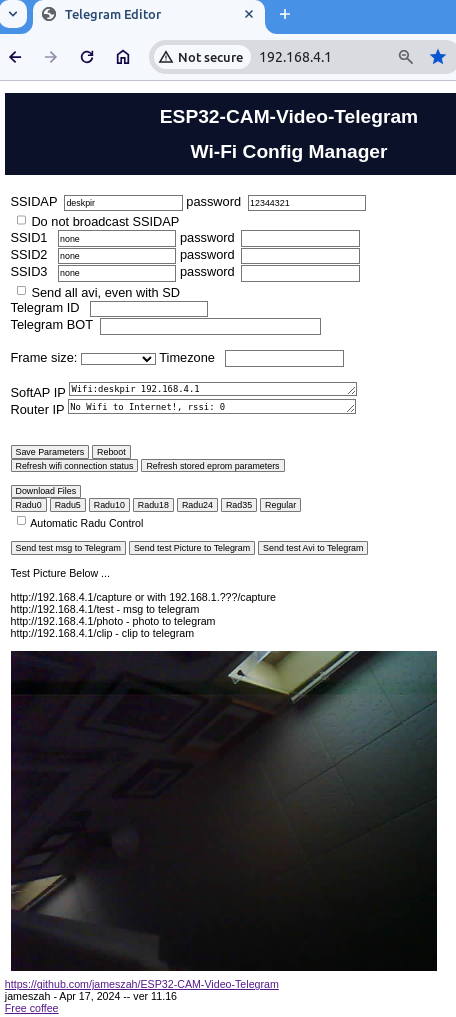 Telegram Editor
Not secure 192.168.4.1
ESP32-CAM-Video-Telegram
Wi-Fi Config Manager
SSIDAP deskpir password 12344321
Do not broadcast SSIDAP
SSID1 none password
SSID2 none password
SSID3 none password
Send all avi, even with SD
Telegram ID
Telegram BOT
Frame size: Timezone
SoftAP IP Wifi:deskpir 192.168.4.1
Router IP No Wifi to Internet!, rssi: 0
Save Parameters Reboot
Refresh wifi connection status Refresh stored eprom parameters
Download Files
Radu0 Radu5 Radu10 Radu18 Radu24 Rad35 Regular
Automatic Radu Control
Send test msg to Telegram Send test Picture to Telegram Send test Avi to Telegram
Test Picture Below ...
http://192.168.4.1/capture or with 192.168.1.???/capture
http://192.168.4.1/test - msg to telegram
http://192.168.4.1/photo - photo to telegram
http://192.168.4.1/clip - clip to telegram
https://github.com/jameszah/ESP32-CAM-Video-Telegram
jameszah - Apr 17, 2024 -- ver 11.16
Free coffee